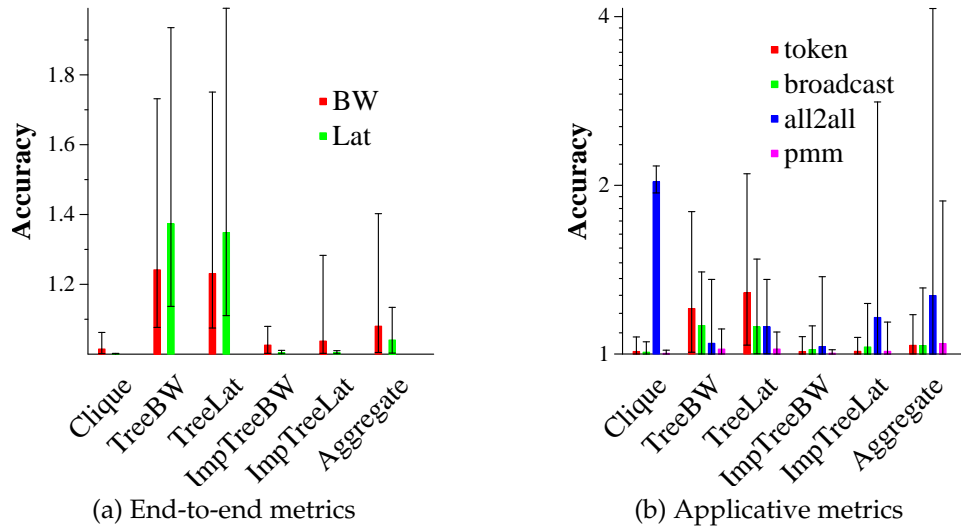 Accuracy
1.8
1.6
1.4
1.2
BW
Lat
Clique
TreeBW
TreeLat
ImpTreeBW
ImpTreeLat
Aggregate
(a) End-to-end metrics
Accuracy
4
2
1
token
broadcast
all2all
pmm
Clique
TreeBW
TreeLat
ImpTreeBW
ImpTreeLat
Aggregate
(b) Applicative metrics